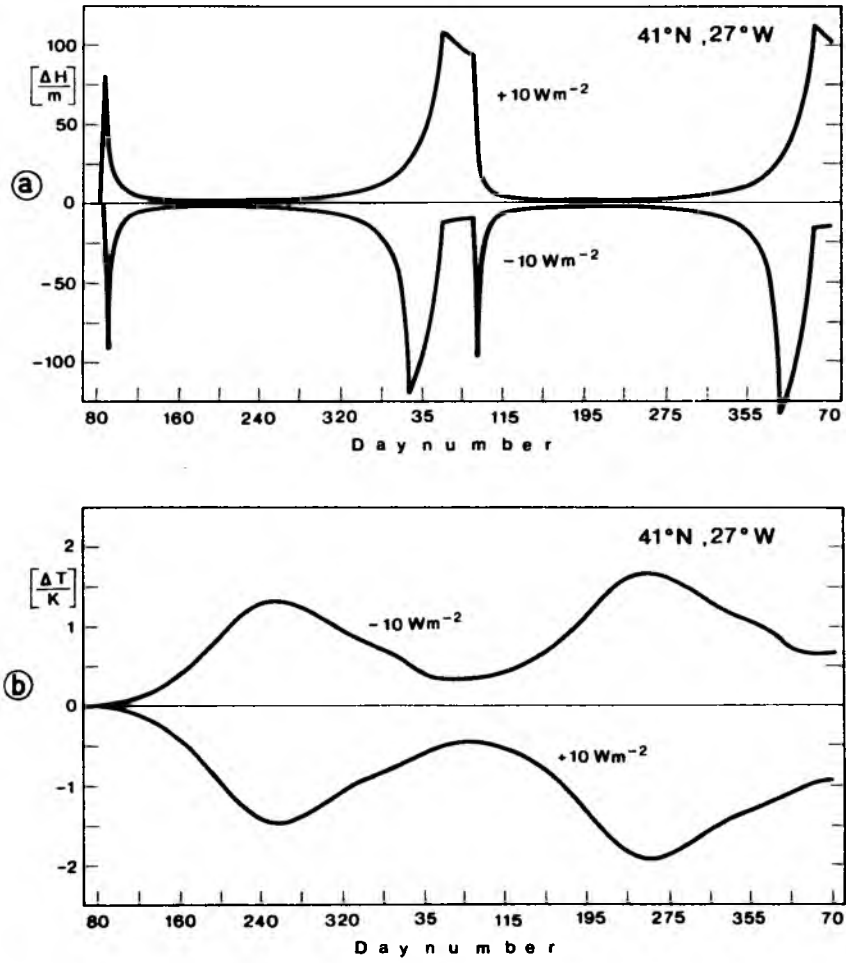 100
50
0
-50
-100
[ΔH/m]
ⓐ
41°N ,27°W
+10 Wm⁻²
-10 Wm⁻²
80 160 240 320 35 115 195 275 355 70
Daynumber
2
1
0
-1
-2
[ΔT/K]
ⓑ
41°N ,27°W
-10 Wm⁻²
+10 Wm⁻²
80 160 240 320 35 115 195 275 355 70
Daynumber